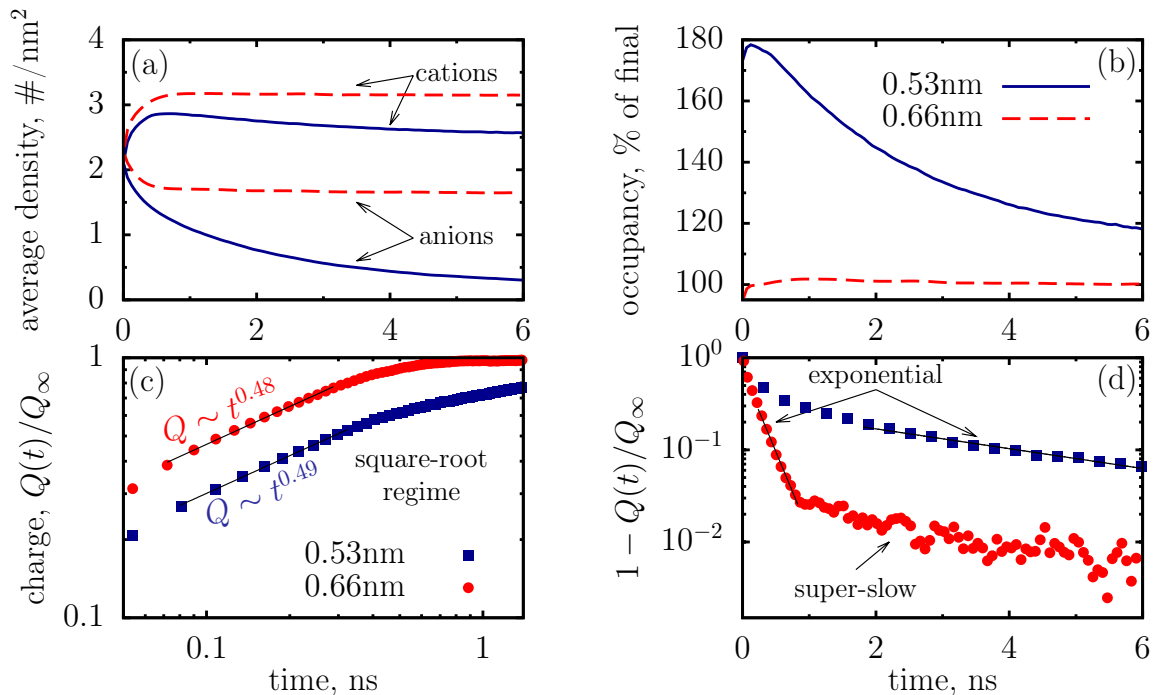 average density, #/nm²
4
3
2
1
0
(a)
cations
anions
0 2 4 6
occupancy, % of final
180
160
140
120
100
(b)
0.53nm
0.66nm
0 2 4 6
charge, Q(t)/Q∞
1
0.1
(c)
Q ∼ t^0.48
Q ∼ t^0.49
square-root
regime
0.53nm
0.66nm
0.1 1
time, ns
1 − Q(t)/Q∞
10^0
10^−1
10^−2
(d)
exponential
super-slow
0 2 4 6
time, ns